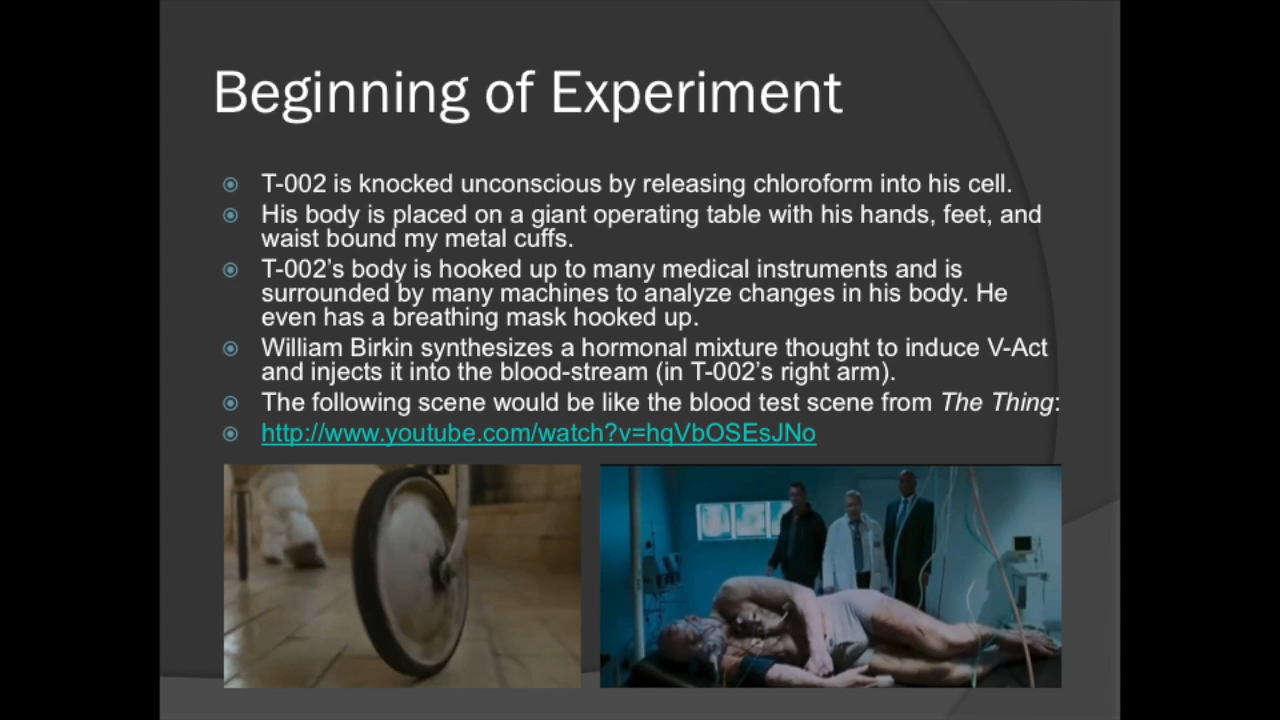 Beginning of Experiment
T-002 is knocked unconscious by releasing chloroform into his cell.
His body is placed on a giant operating table with his hands, feet, and
waist bound my metal cuffs.
T-002’s body is hooked up to many medical instruments and is
surrounded by many machines to analyze changes in his body. He
even has a breathing mask hooked up.
William Birkin synthesizes a hormonal mixture thought to induce V-Act
and injects it into the blood-stream (in T-002’s right arm).
The following scene would be like the blood test scene from The Thing:
http://www.youtube.com/watch?v=hqVbOSEsJNo